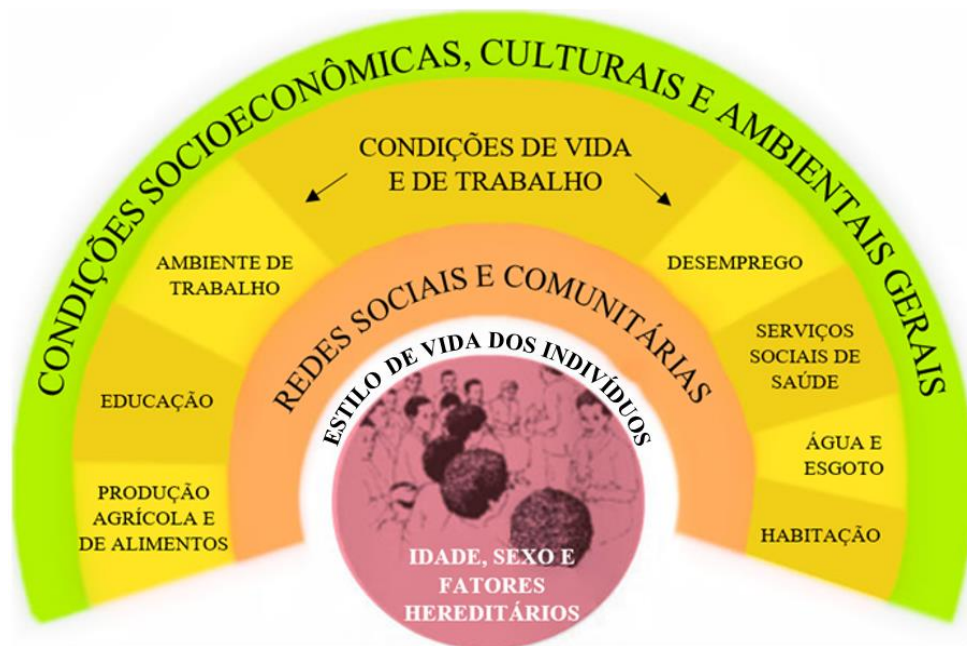 CONDIÇÕES SOCIOECONÔMICAS, CULTURAIS E AMBIENTAIS GERAIS
CONDIÇÕES DE VIDA
E DE TRABALHO
AMBIENTE DE
TRABALHO
EDUCAÇÃO
PRODUÇÃO
AGRÍCOLA E
DE ALIMENTOS
DESEMPREGO
SERVIÇOS
SOCIAIS DE
SAÚDE
ÁGUA E
ESGOTO
HABITAÇÃO
REDES SOCIAIS E COMUNITÁRIAS
ESTILO DE VIDA DOS INDIVÍDUOS
IDADE, SEXO E
FATORES
HEREDITÁRIOS